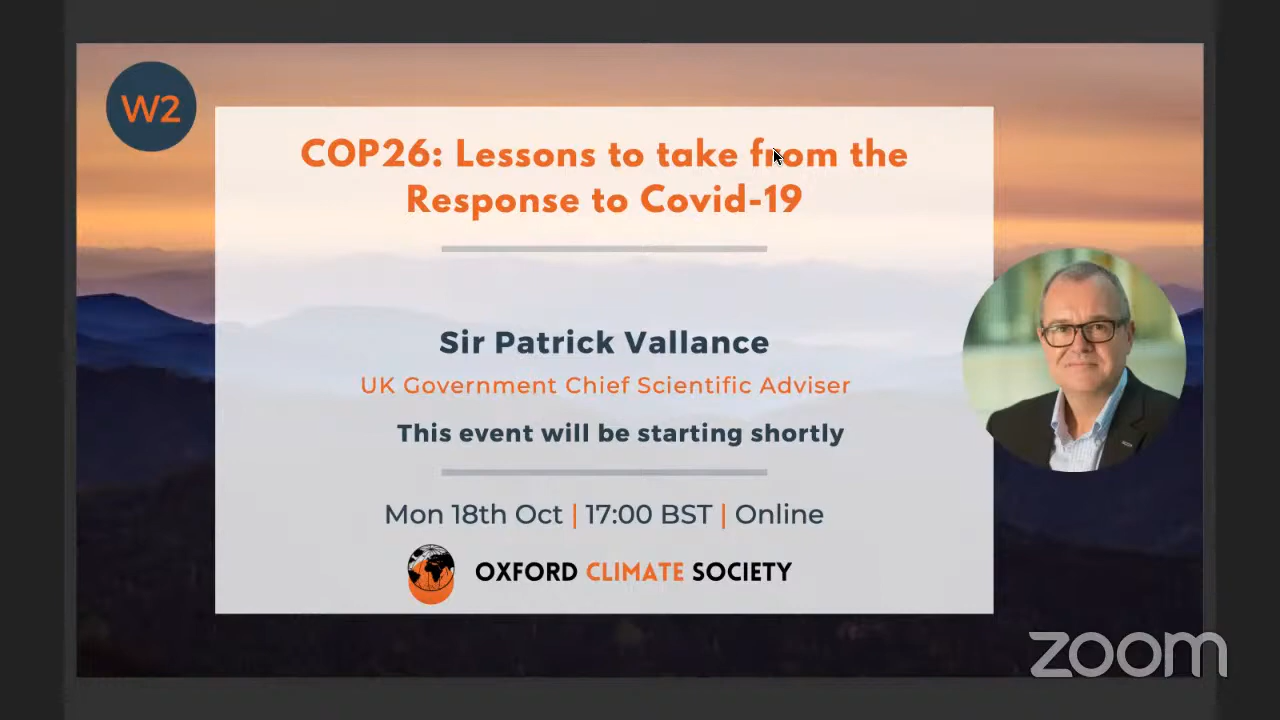 W2
COP26: Lessons to take from the
Response to Covid-19
Sir Patrick Vallance
UK Government Chief Scientific Adviser
This event will be starting shortly
Mon 18th Oct | 17:00 BST | Online
OXFORD CLIMATE SOCIETY
zoom